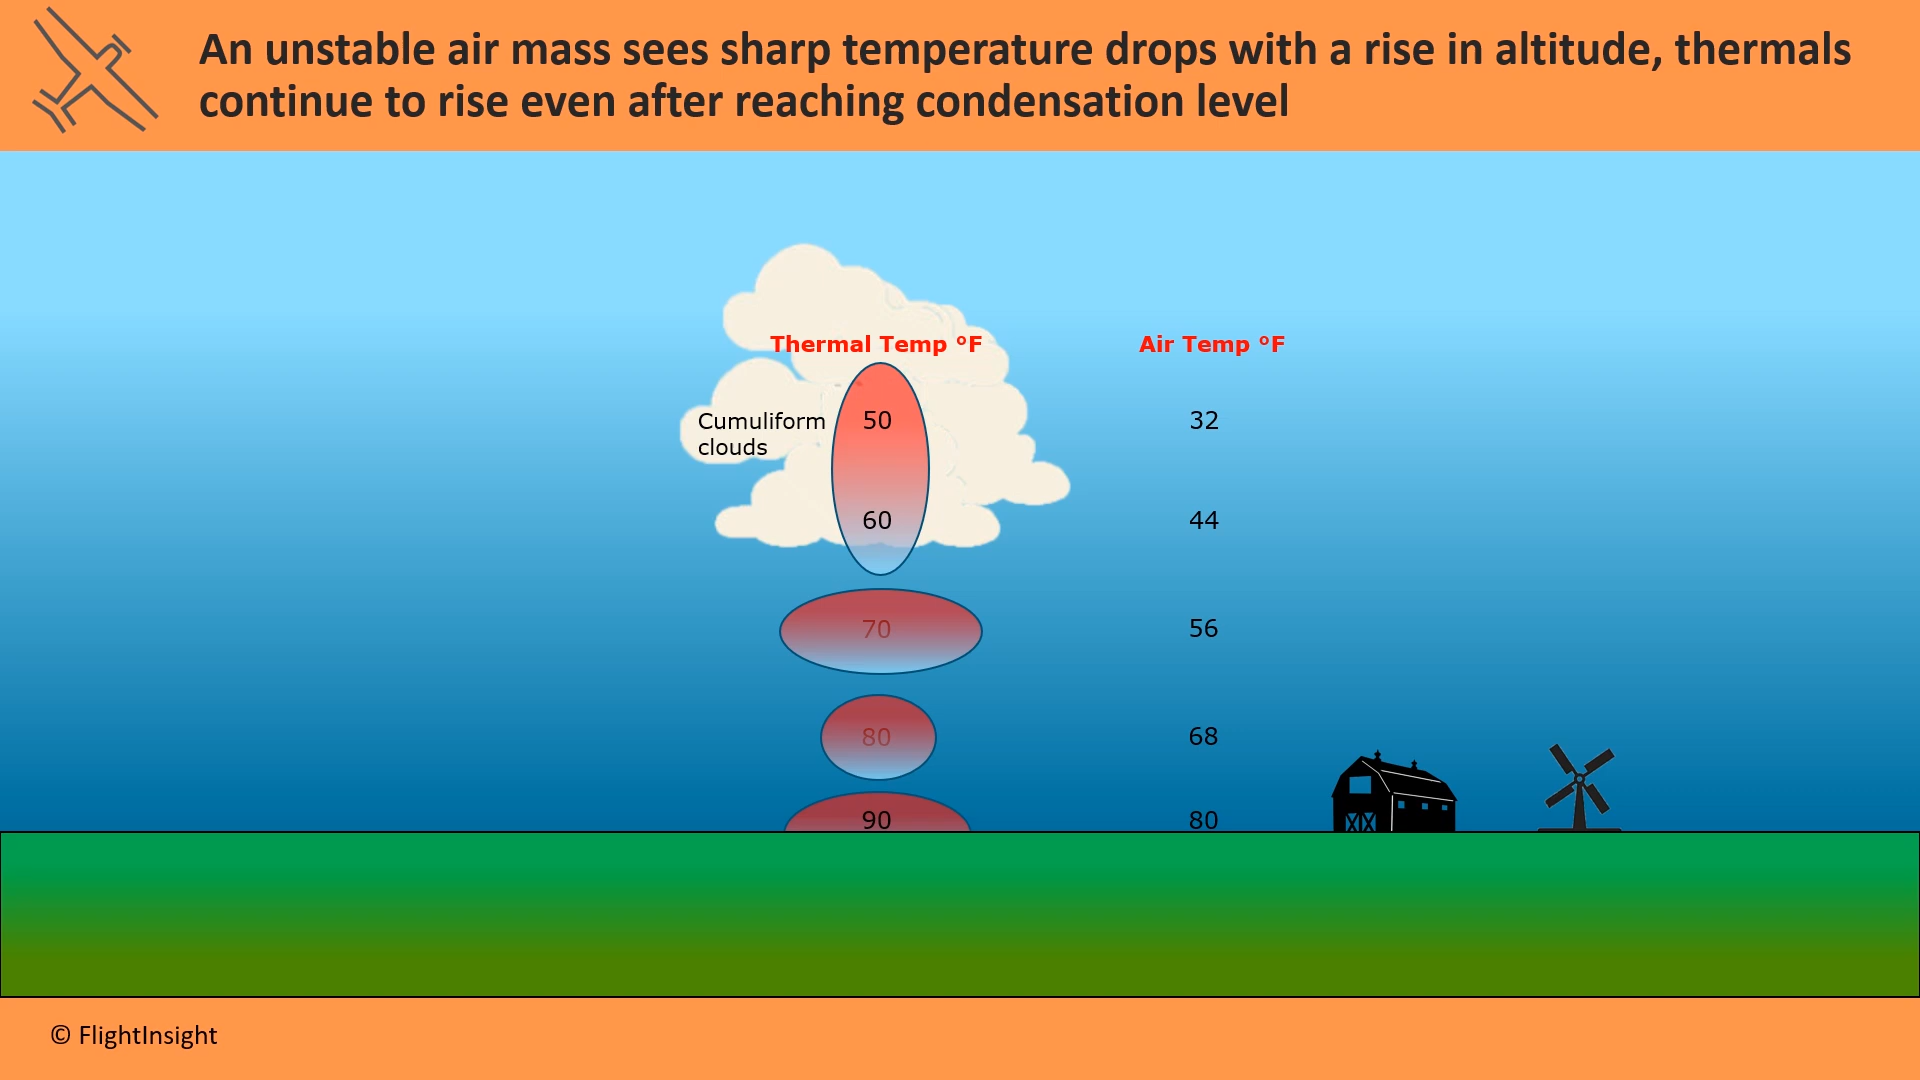 An unstable air mass sees sharp temperature drops with a rise in altitude, thermals
continue to rise even after reaching condensation level
Thermal Temp °F Air Temp °F
Cumuliform 50 32
clouds
60 44
70 56
80 68
90 80
© FlightInsight